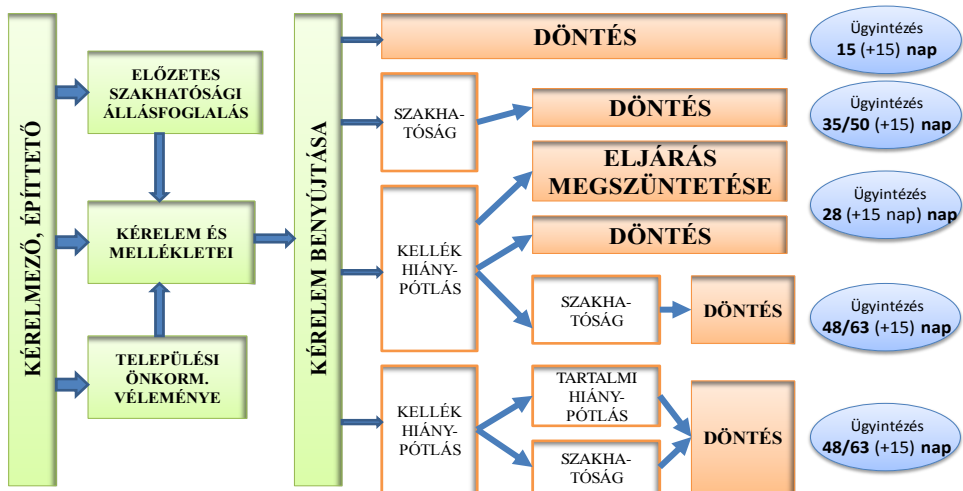 KÉRELMEZŐ, ÉPÍTTETŐ
ELŐZETES
SZAKHATÓSÁGI
ÁLLÁSFOGLALÁS
KÉRELEM ÉS
MELLÉKLETEI
TELEPÜLÉSI
ÖNKORM.
VÉLEMÉNYE
KÉRELEM BENYÚJTÁSA
DÖNTÉS
Ügyintézés
15 (+15) nap
SZAKHA-
TÓSÁG
DÖNTÉS
Ügyintézés
35/50 (+15) nap
KELLÉK
HIÁNY-
PÓTLÁS
ELJÁRÁS
MEGSZÜNTETÉSE
DÖNTÉS
Ügyintézés
28 (+15 nap) nap
SZAKHA-
TÓSÁG
DÖNTÉS
Ügyintézés
48/63 (+15) nap
KELLÉK
HIÁNY-
PÓTLÁS
TARTALMI
HIÁNY-
PÓTLÁS
SZAKHA-
TÓSÁG
DÖNTÉS
Ügyintézés
48/63 (+15) nap